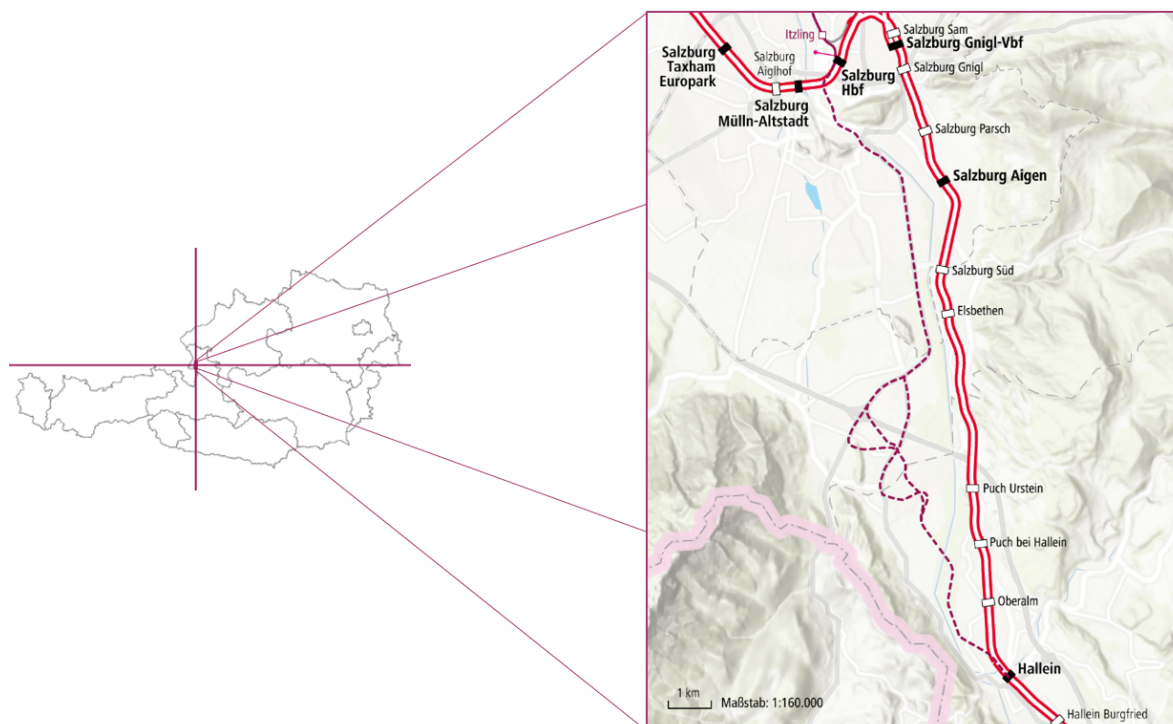 Itzling
Salzburg Sam
Salzburg Gnigl-Vbf
Salzburg
Taxham
Europark
Salzburg
Aiglhof
Salzburg
Hbf
Salzburg Gnigl
Salzburg
Mülln-Altstadt
Salzburg Parsch
Salzburg Aigen
Salzburg Süd
Elsbethen
Puch Urstein
Puch bei Hallein
Oberalm
Hallein
1 km
Maßstab: 1:160.000
Hallein Burgfried